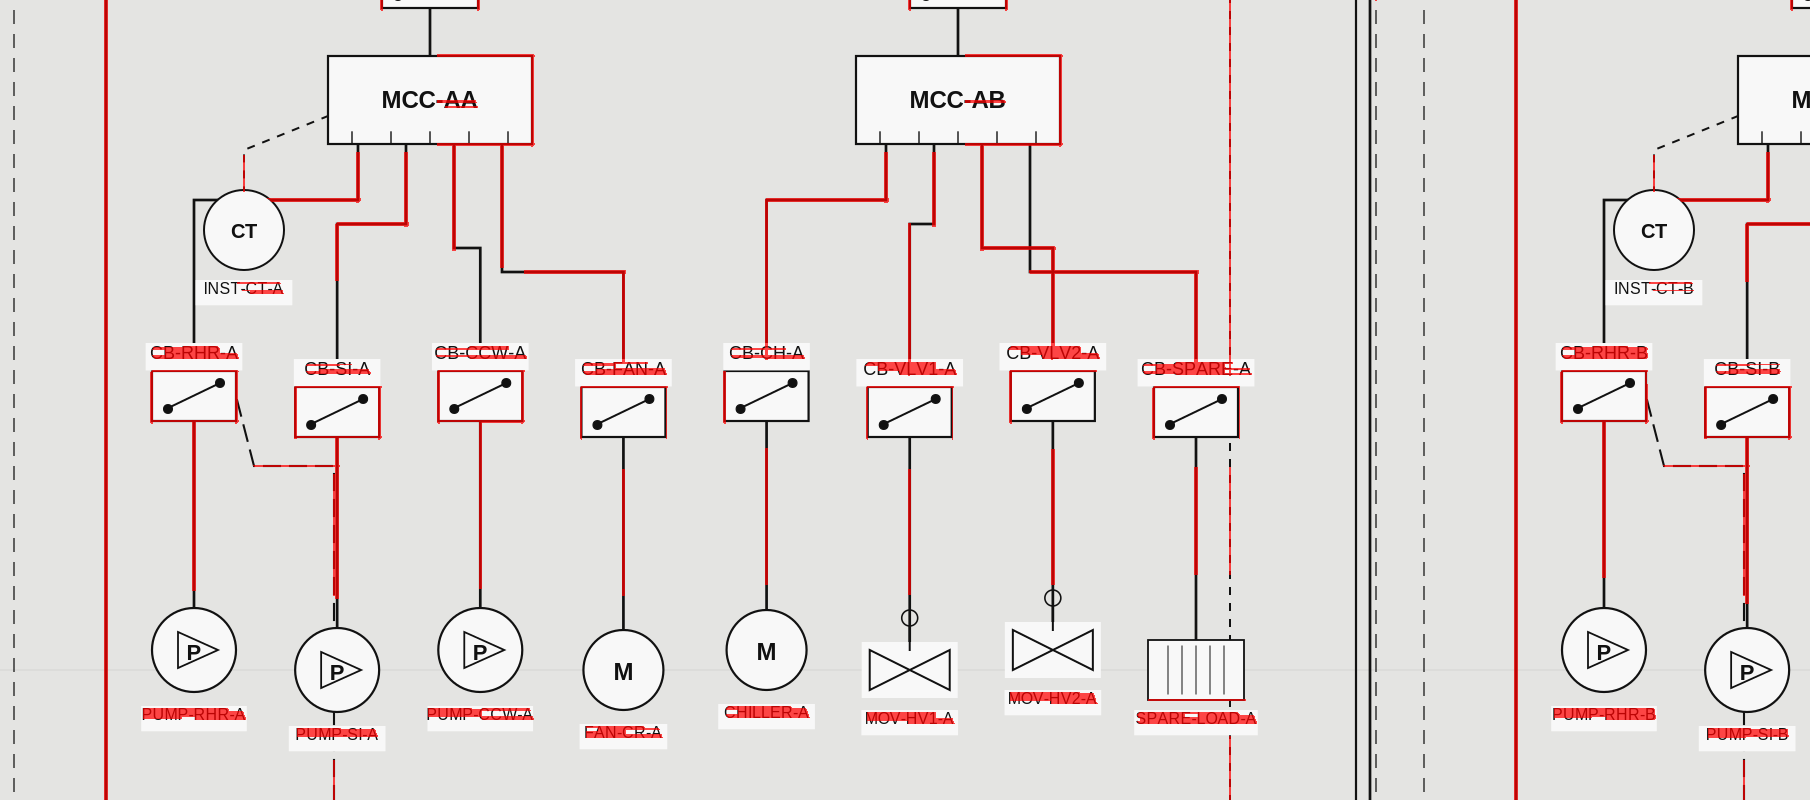 MCC-AA
MCC-AB
M
CT
CT
INST-CT-A
INST-CT-B
CB-RHR-A
CB-SI-A
CB-CCW-A
CB-FAN-A
CB-CH-A
CB-VLV1-A
CB-VLV2-A
CB-SPARE-A
CB-RHR-B
CB-SI-B
P
P
P
M
M
P
P
PUMP-RHR-A
PUMP-SI-A
PUMP-CCW-A
FAN-CR-A
CHILLER-A
MOV-HV1-A
MOV-HV2-A
SPARE-LOAD-A
PUMP-RHR-B
PUMP-SI-B